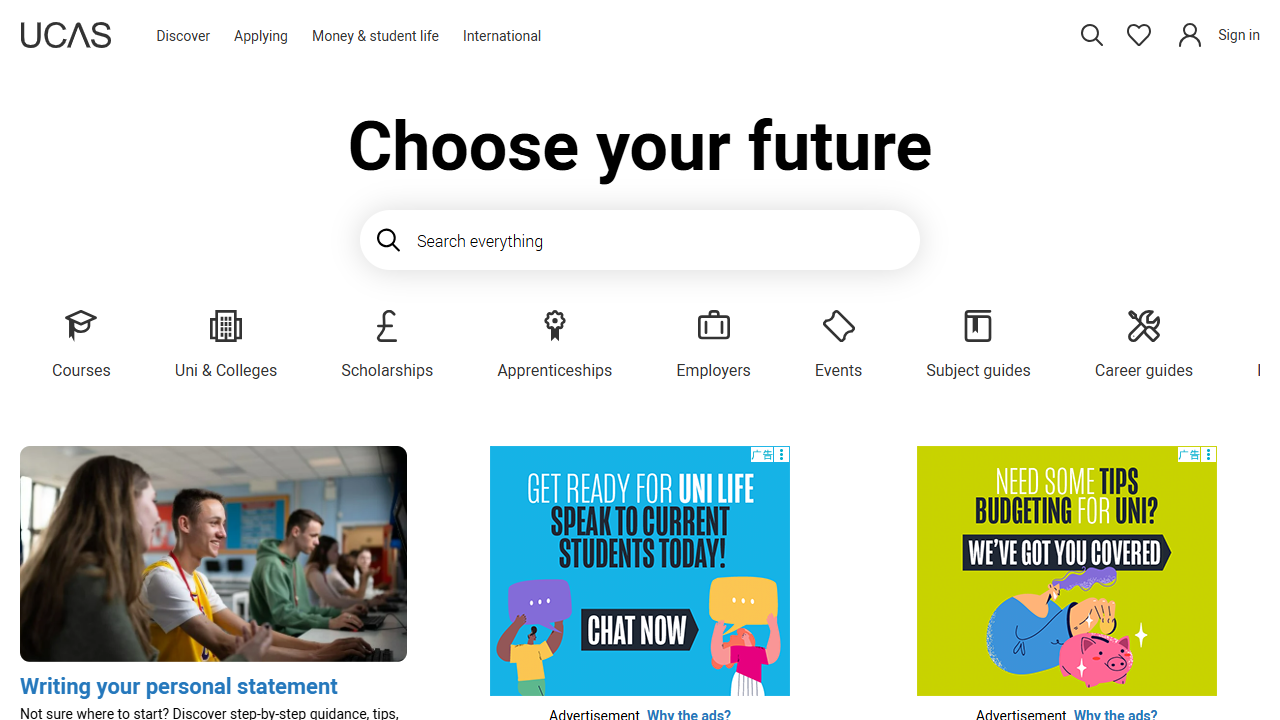 UCAS
Discover Applying Money & student life International
Sign in
Choose your future
Search everything
Courses Uni & Colleges Scholarships Apprenticeships Employers Events Subject guides Career guides
广告
GET READY FOR UNI LIFE
SPEAK TO CURRENT
STUDENTS TODAY!
CHAT NOW
广告
NEED SOME TIPS
BUDGETING FOR UNI?
WE'VE GOT YOU COVERED
Writing your personal statement
Not sure where to start? Discover step-by-step guidance, tips,
Advertisement Why the ads?
Advertisement Why the ads?